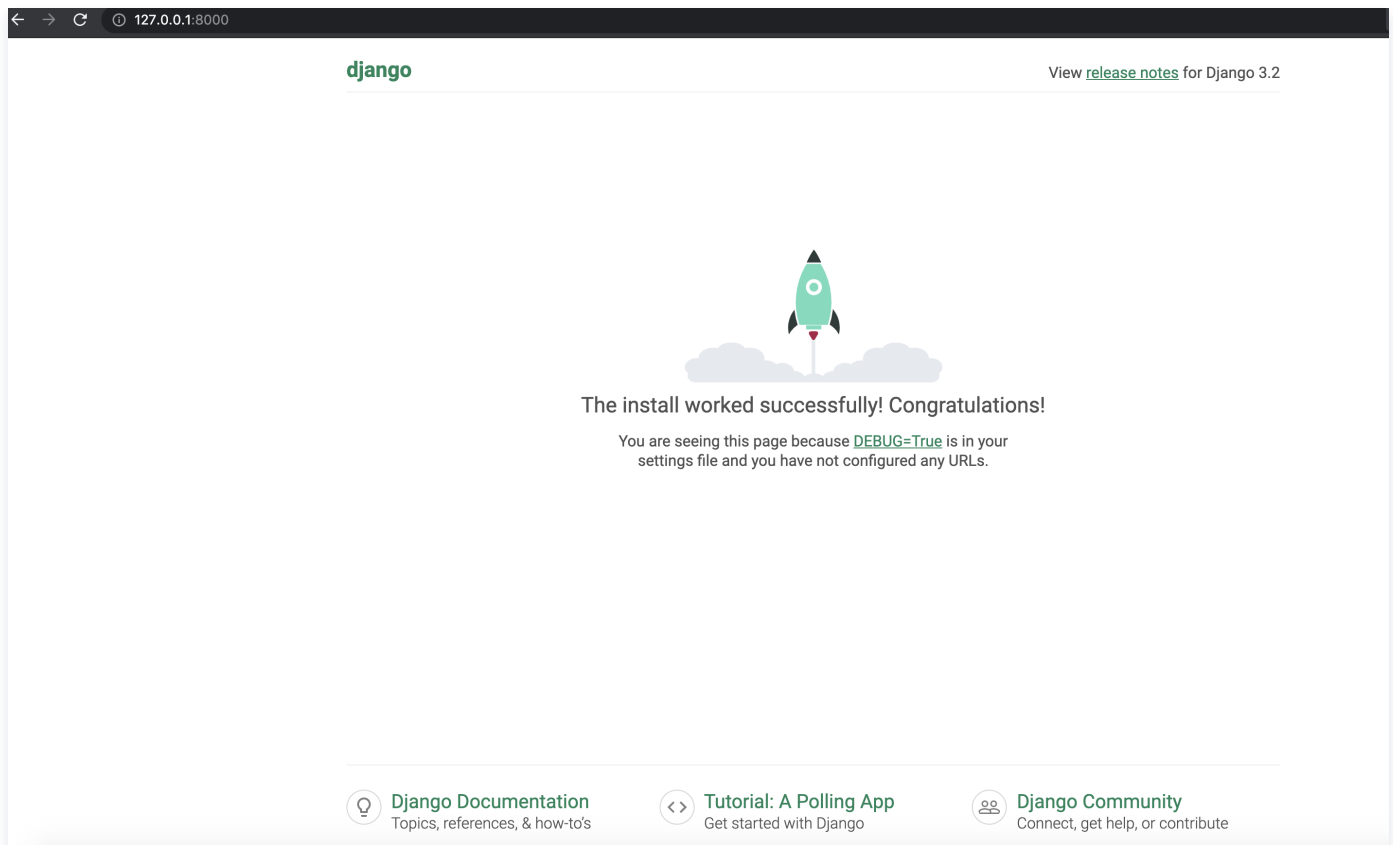 127.0.0.1:8000
django
View release notes for Django 3.2
The install worked successfully! Congratulations!
You are seeing this page because DEBUG=True is in your
settings file and you have not configured any URLs.
Django Documentation
Topics, references, & how-to’s
Tutorial: A Polling App
Get started with Django
Django Community
Connect, get help, or contribute